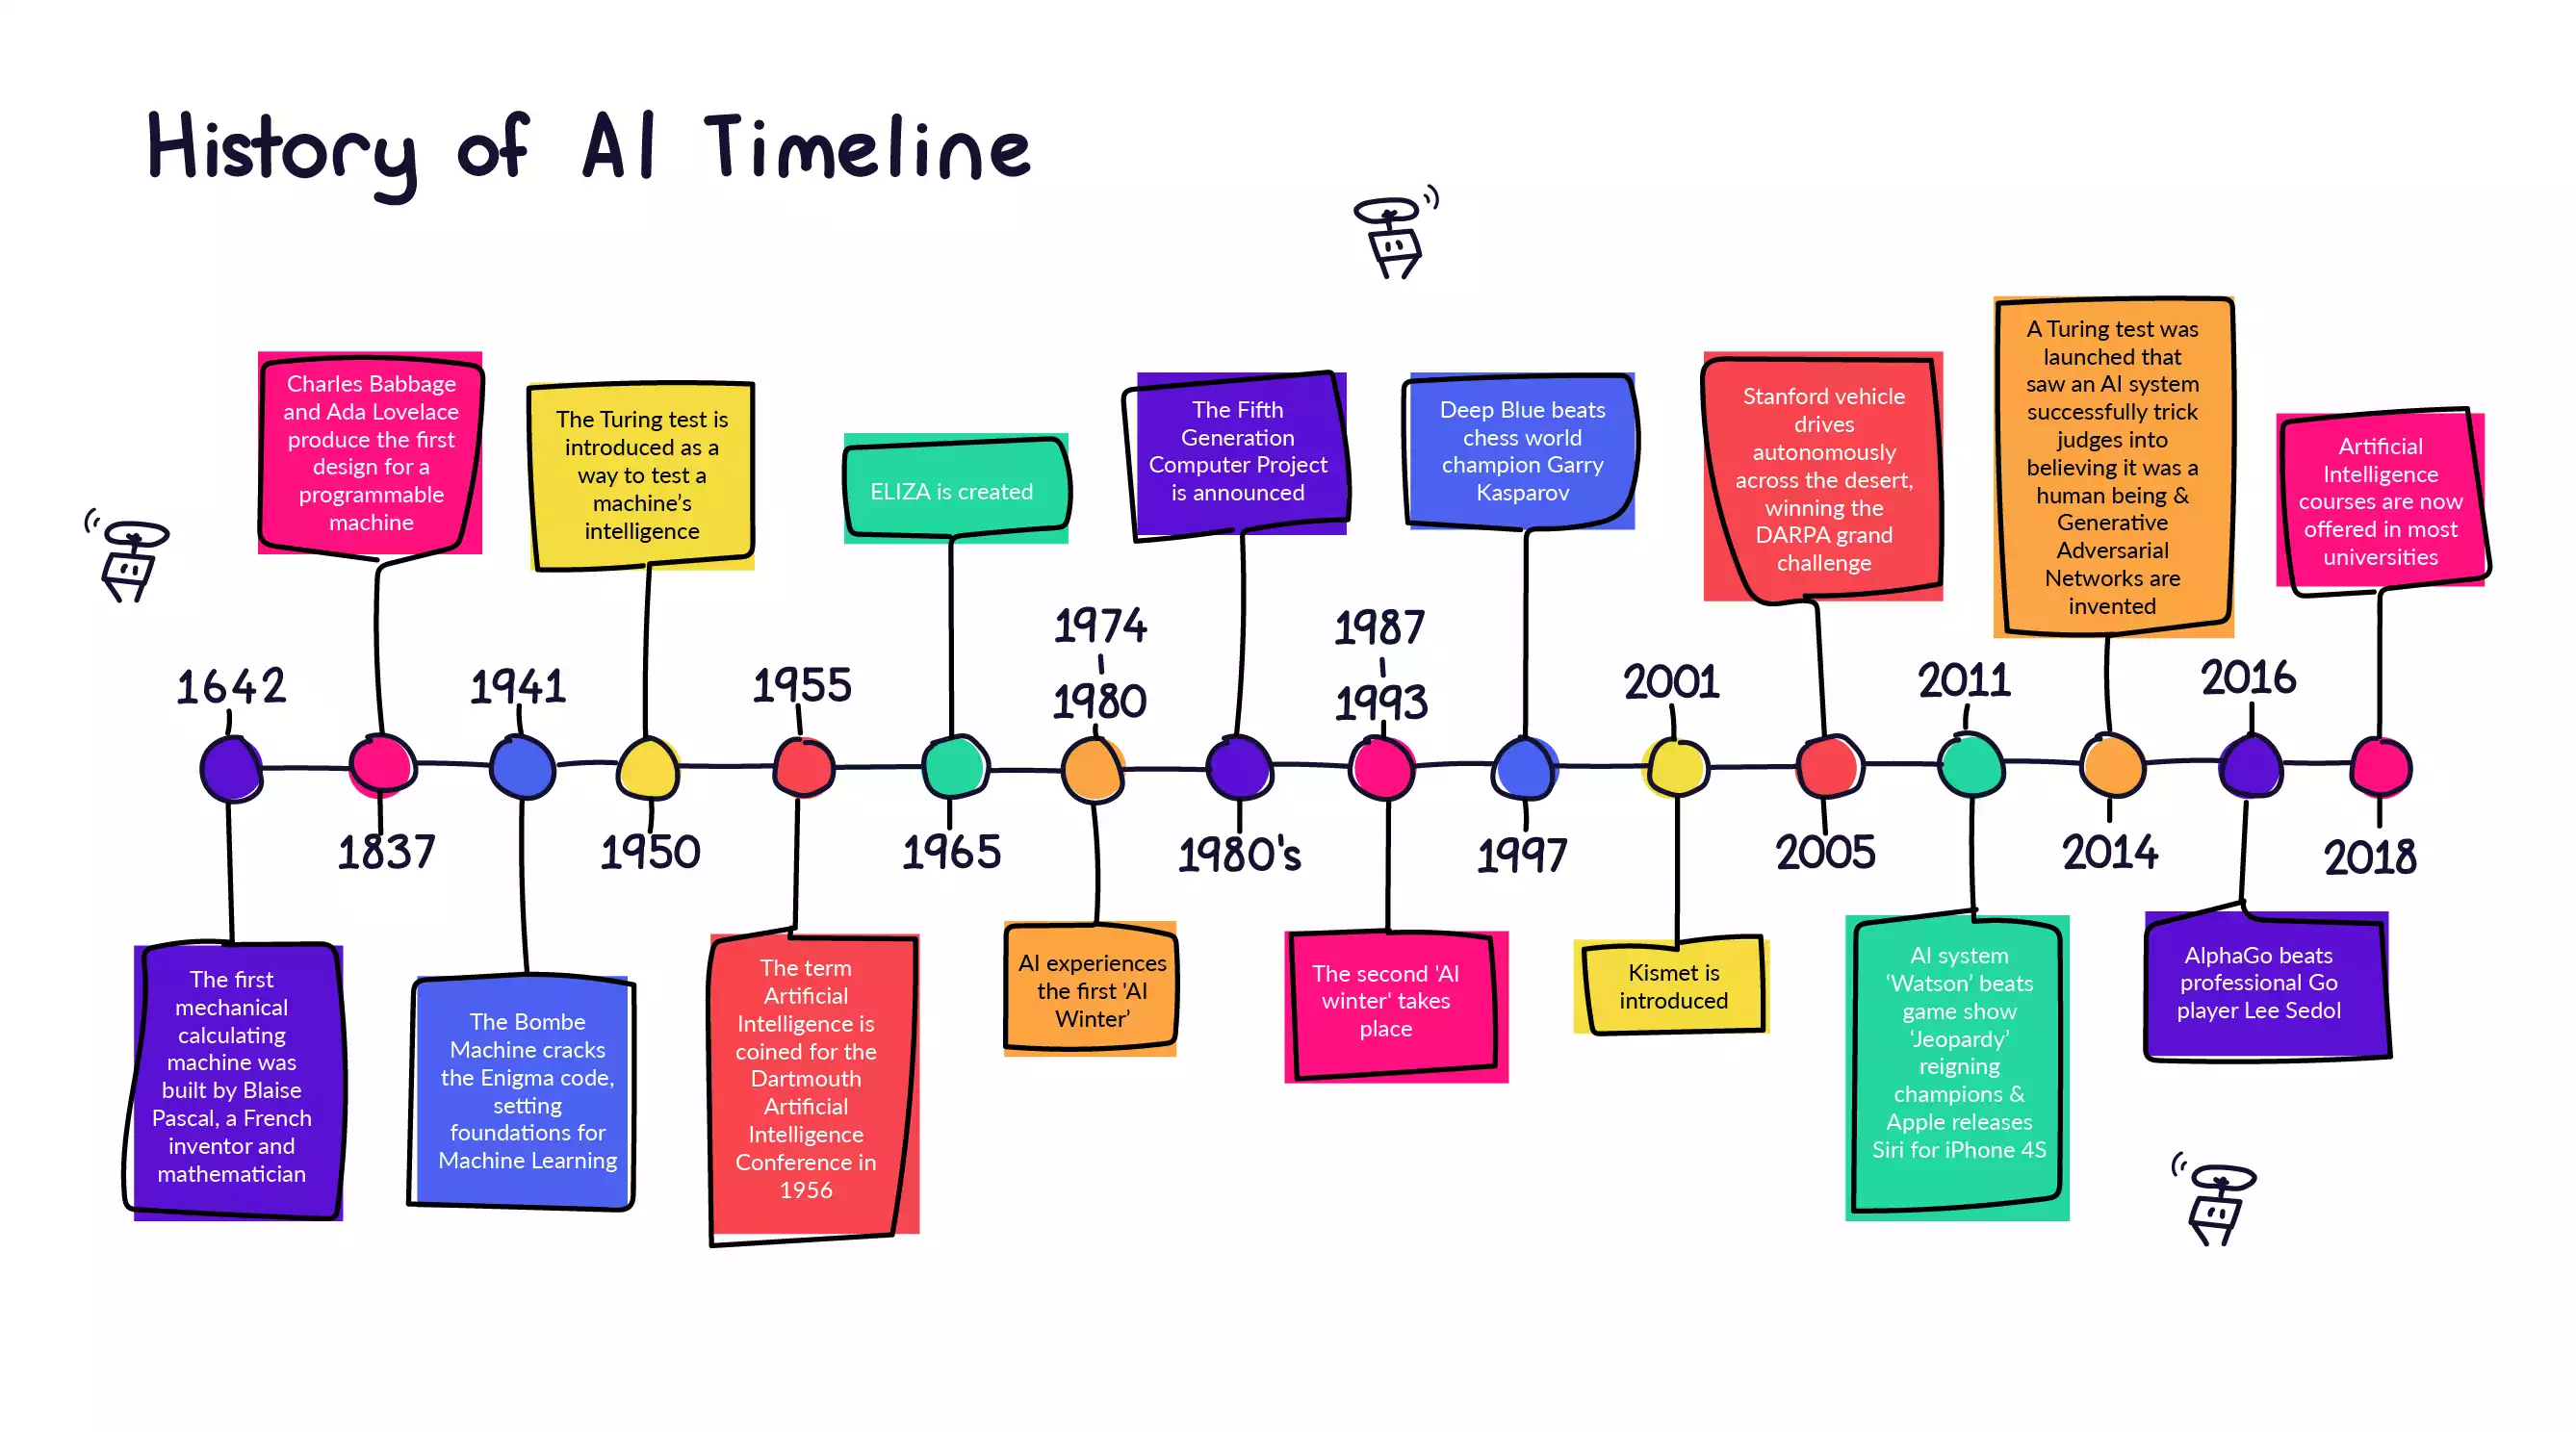 History of AI Timeline
1642
The first
mechanical
calculating
machine was
built by Blaise
Pascal, a French
inventor and
mathematician
Charles Babbage
and Ada Lovelace
produce the first
design for a
programmable
machine
1837
1941
The Bombe
Machine cracks
the Enigma code,
setting
foundations for
Machine Learning
The Turing test is
introduced as a
way to test a
machine’s
intelligence
1950
1955
The term
Artificial
Intelligence is
coined for the
Dartmouth
Artificial
Intelligence
Conference in
1956
ELIZA is created
1965
1974
-
1980
AI experiences
the first 'AI
Winter’
The Fifth
Generation
Computer Project
is announced
1980's
1987
-
1993
The second 'AI
winter' takes
place
Deep Blue beats
chess world
champion Garry
Kasparov
1997
2001
Kismet is
introduced
Stanford vehicle
drives
autonomously
across the desert,
winning the
DARPA grand
challenge
2005
2011
AI system
‘Watson’ beats
game show
‘Jeopardy’
reigning
champions &
Apple releases
Siri for iPhone 4S
A Turing test was
launched that
saw an AI system
successfully trick
judges into
believing it was a
human being &
Generative
Adversarial
Networks are
invented
2014
2016
AlphaGo beats
professional Go
player Lee Sedol
Artificial
Intelligence
courses are now
offered in most
universities
2018